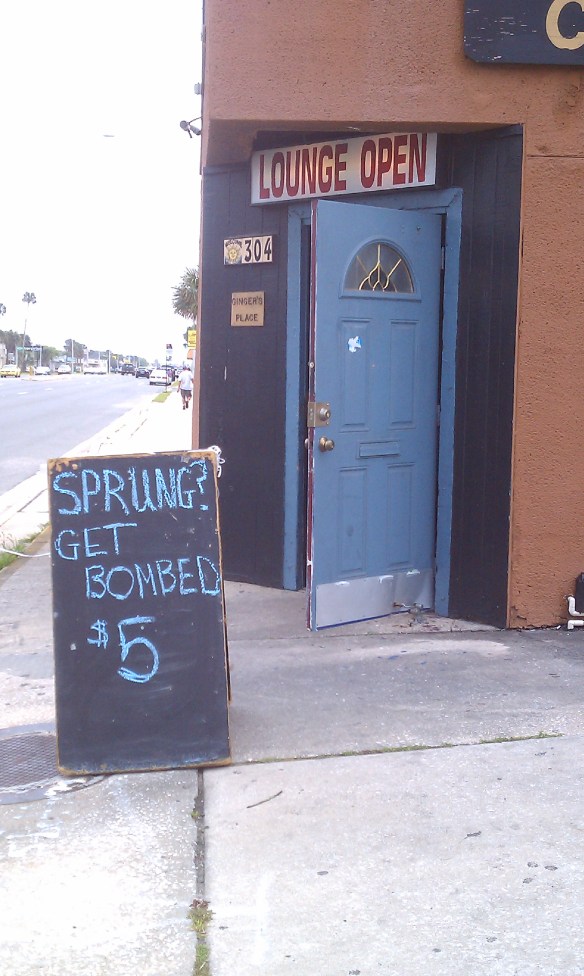 C
LOUNGE OPEN
304
GINGER'S
PLACE
SPRUNG?
GET
BOMBED
$5